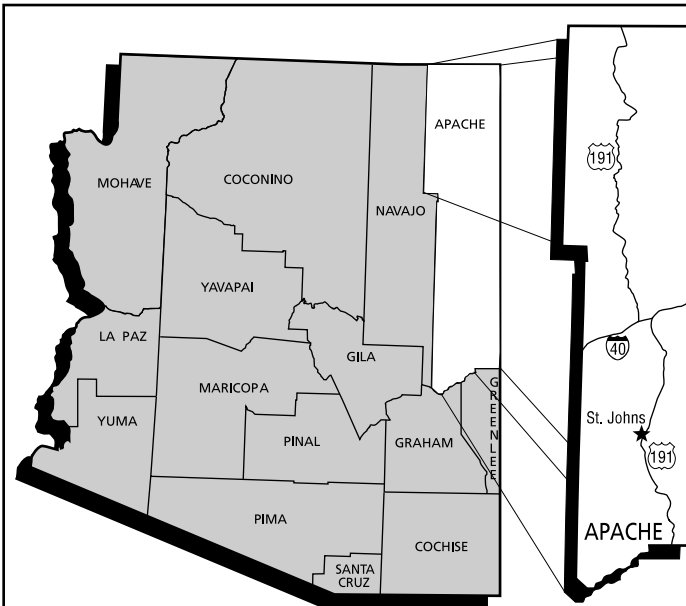 APACHE
MOHAVE
COCONINO
NAVAJO
YAVAPAI
LA PAZ
GILA
MARICOPA
YUMA
PINAL
GRAHAM
GREENLEE
PIMA
COCHISE
SANTA
CRUZ
191
40
St. Johns
191
APACHE